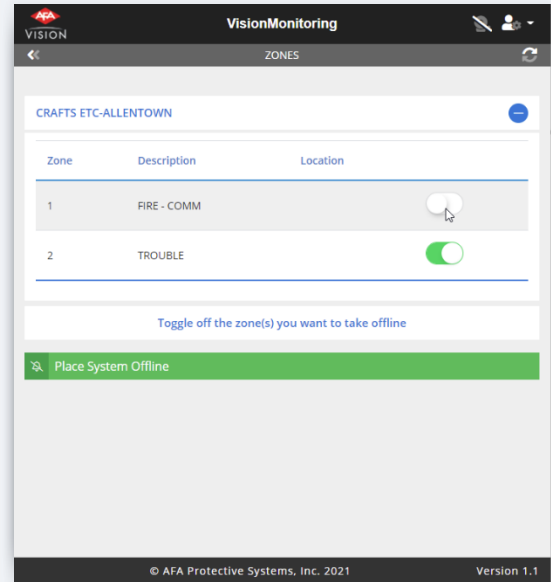 AFA
VISION
VisionMonitoring
ZONES
CRAFTS ETC-ALLENTOWN
Zone Description Location
1 FIRE - COMM
2 TROUBLE
Toggle off the zone(s) you want to take offline
Place System Offline
© AFA Protective Systems, Inc. 2021 Version 1.1